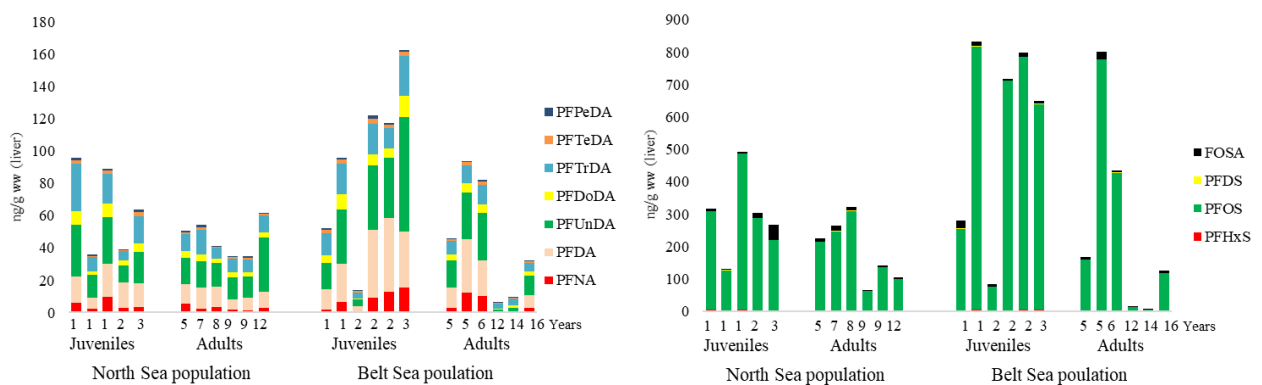 180
160
140
120
100
80
60
40
20
0
ng/g ww (liver)
PFPeDA
PFTeDA
PFTrDA
PFDoDA
PFUnDA
PFDA
PFNA
1 1 1 2 3 5 7 8 9 9 12 1 1 2 2 2 3 5 5 6 12 14 16 Years
Juveniles Adults Juveniles Adults
North Sea population Belt Sea poulation
900
800
700
600
500
400
300
200
100
0
ng/g ww (liver)
FOSA
PFDS
PFOS
PFHxS
1 1 1 2 3 5 7 8 9 9 12 1 1 2 2 2 3 5 5 6 12 14 16 Years
Juveniles Adults Juveniles Adults
North Sea population Belt Sea poulation